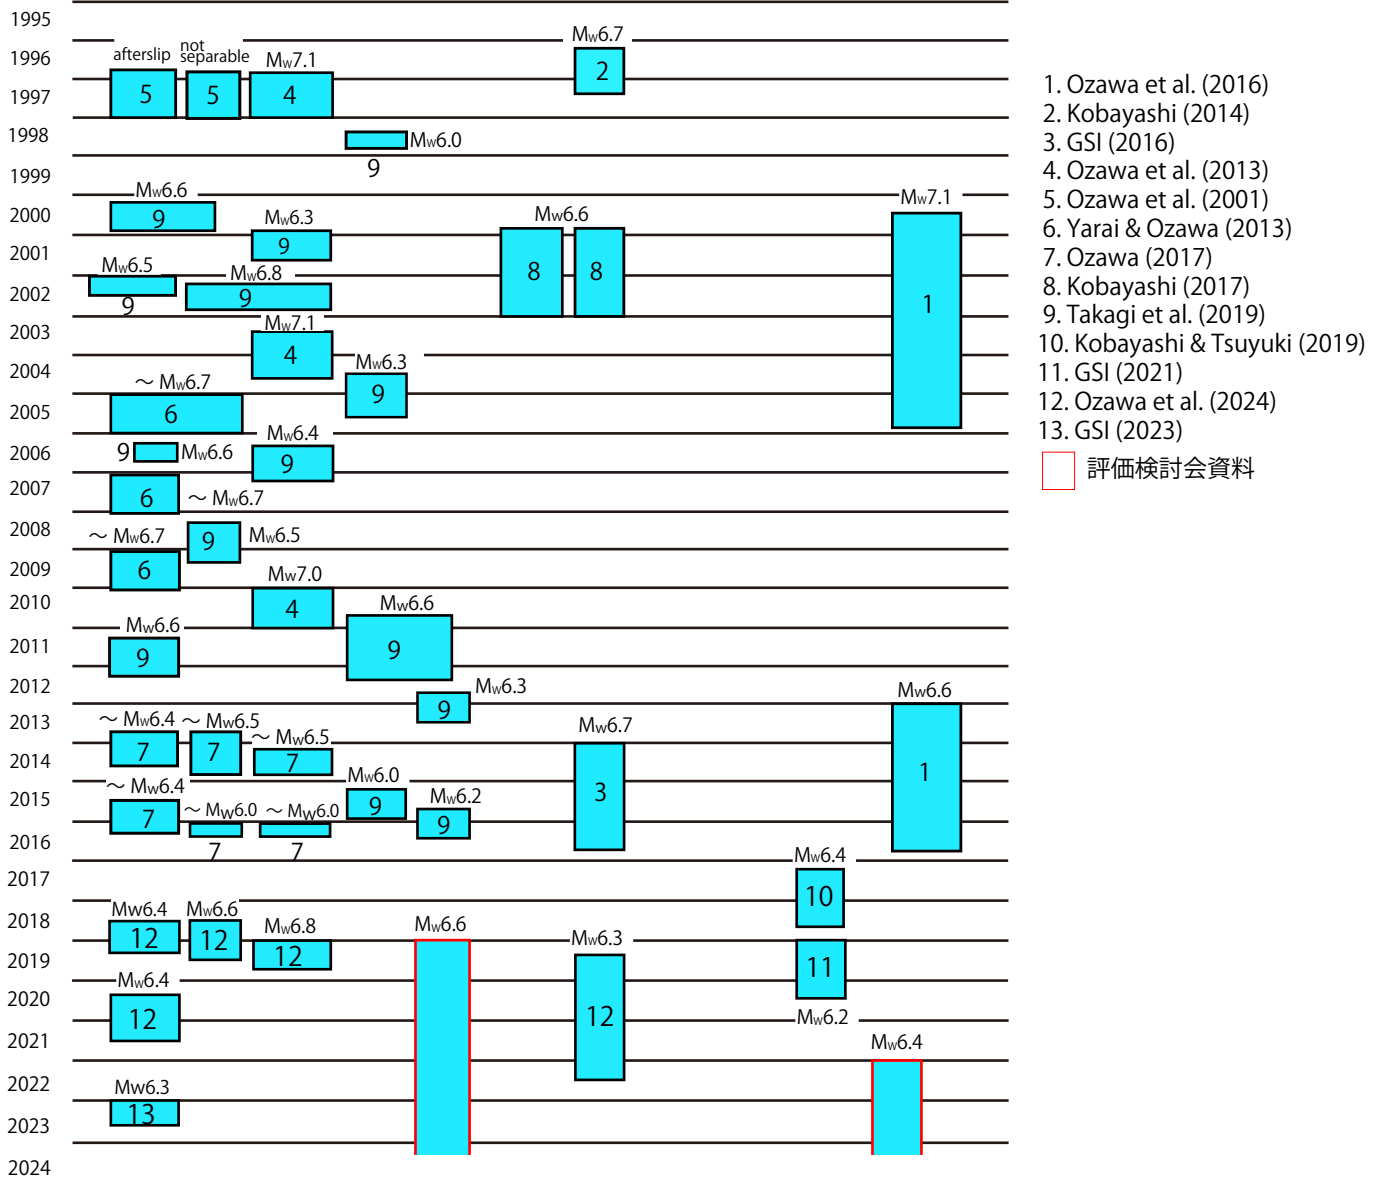 1995
Mw6.7
not
afterslip
separable
1996
Mw7.1
2
5
5
4
1997
1998
Mw6.0
9
1999
Mw6.6
Mw7.1
2000
9
Mw6.3
Mw6.6
9
2001
Mw6.5
Mw6.8
8
8
2002
9
9
1
Mw7.1
2003
4
Mw6.3
2004
～ Mw6.7
9
2005
6
Mw6.4
2006
9
Mw6.6
9
2007
6
～ Mw6.7
2008
～ Mw6.7
9
Mw6.5
2009
6
Mw7.0
2010
4
Mw6.6
Mw6.6
2011
9
9
2012
Mw6.3
Mw6.6
9
2013
～ Mw6.4
～ Mw6.5
～ Mw6.5
Mw6.7
7
7
7
2014
1
～ Mw6.4
Mw6.0
2015
3
9
Mw6.2
7
～ Mw6.0
～ Mw6.0
9
2016
7
7
Mw6.4
2017
10
Mw6.4
Mw6.6
2018
12
12
Mw6.8
Mw6.6
Mw6.3
12
2019
11
Mw6.4
2020
12
12
Mw6.2
2021
Mw6.4
2022
Mw6.3
13
2023
2024
1. Ozawa et al. (2016)
2. Kobayashi (2014)
3. GSI (2016)
4. Ozawa et al. (2013)
5. Ozawa et al. (2001)
6. Yarai & Ozawa (2013)
7. Ozawa (2017)
8. Kobayashi (2017)
9. Takagi et al. (2019)
10. Kobayashi & Tsuyuki (2019)
11. GSI (2021)
12. Ozawa et al. (2024)
13. GSI (2023)
評価検討会資料